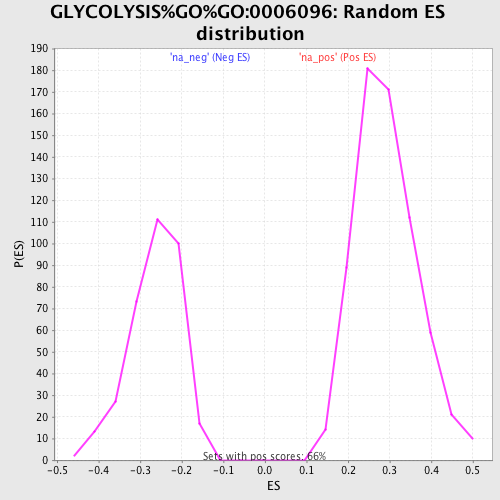 GLYCOLYSIS%GO%GO:0006096: Random ES
distribution
'na_neg' (Neg ES) 'na_pos' (Pos ES)
190
180
170
160
150
140
130
120
110
100
90
80
70
60
50
40
30
20
10
0
P(ES)
Sets with pos scores: 66%
-0.5 -0.4 -0.3 -0.2 -0.1 0.0 0.1 0.2 0.3 0.4 0.5
ES